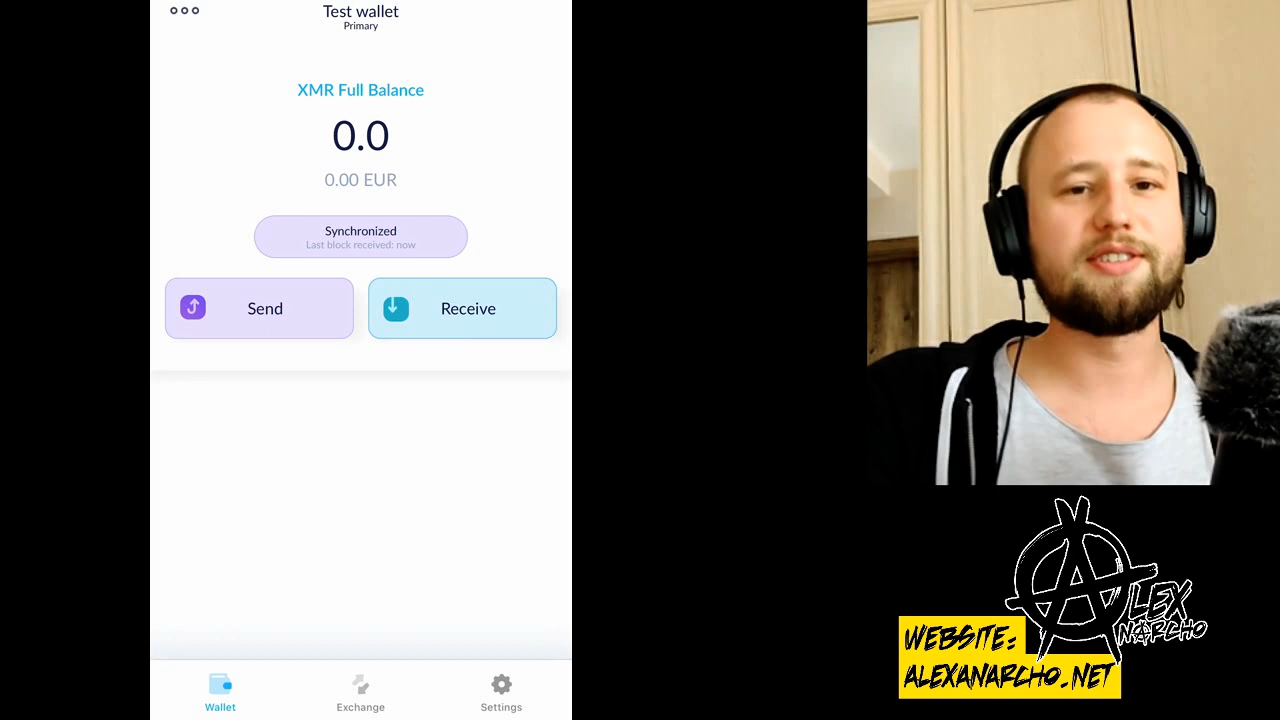 Test wallet
Primary
XMR Full Balance
0.0
0.00 EUR
Synchronized
Last block received: now
Send
Receive
Wallet
Exchange
Settings
ALEX
NARCHO
WEBSITE:
ALEXANARCHO.NET